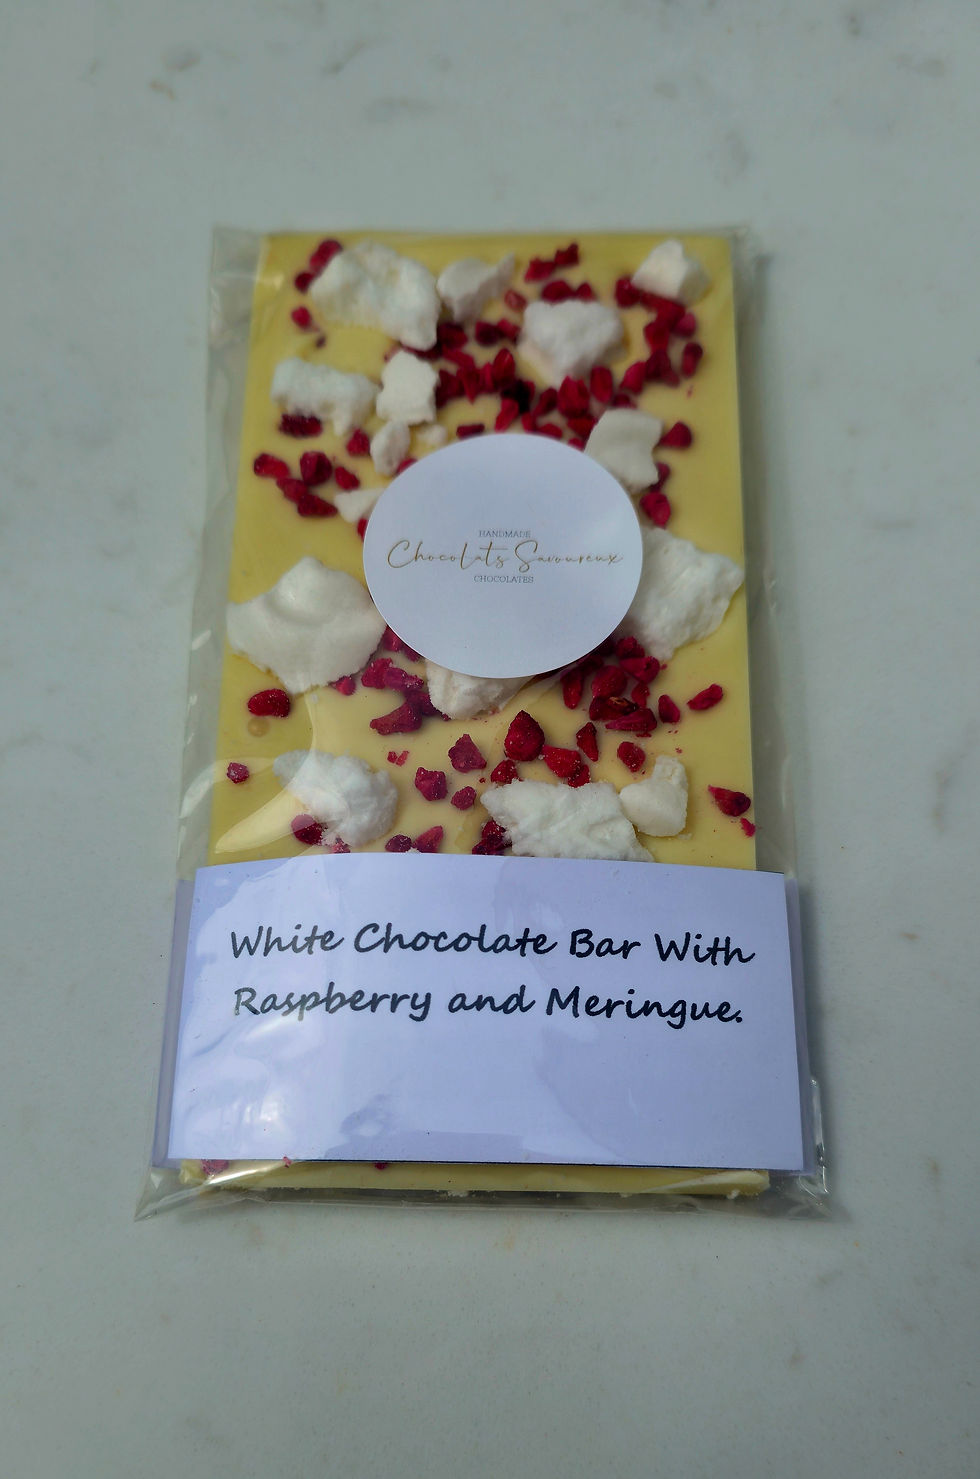 HANDMADE
Chocolats Savoureux
CHOCOLATES
White Chocolate Bar With
Raspberry and Meringue.